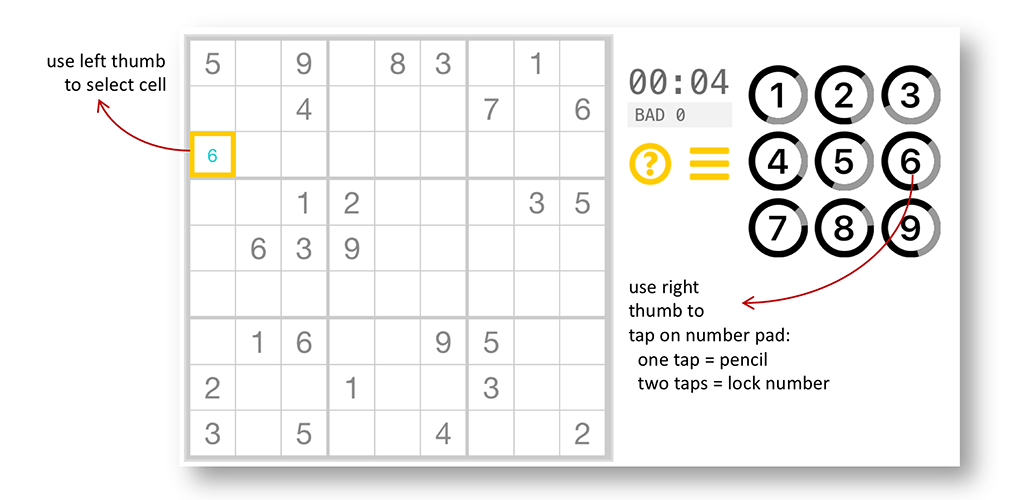 use left thumb
to select cell
5 9 8 3 1
4 7 6
6
1 2 3 5
6 3 9
1 6 9 5
2 1 3
3 5 4 2
00:04
BAD 0
?
1 2 3
4 5 6
7 8 9
use right
thumb to
tap on number pad:
one tap = pencil
two taps = lock number